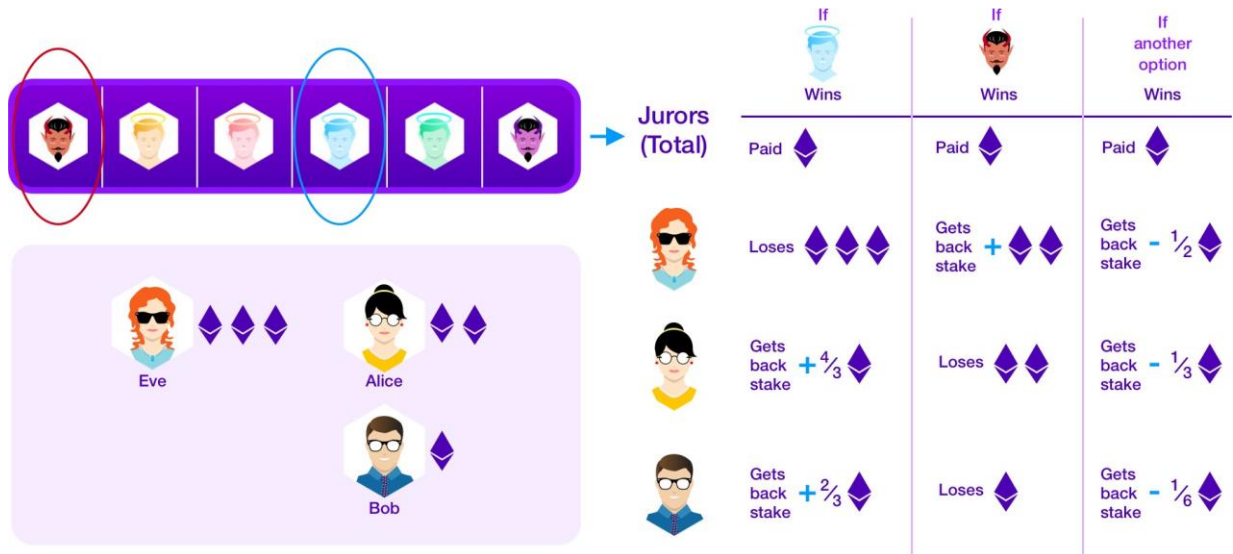 If
Wins
If
Wins
If
another
option
Wins
Jurors
(Total)
Paid
Paid
Paid
Loses
Gets
back
stake
+
Gets
back
stake
- 1/2
Gets
back
stake
+ 4/3
Loses
Gets
back
stake
- 1/3
Gets
back
stake
+ 2/3
Loses
Gets
back
stake
- 1/6
Eve
Alice
Bob